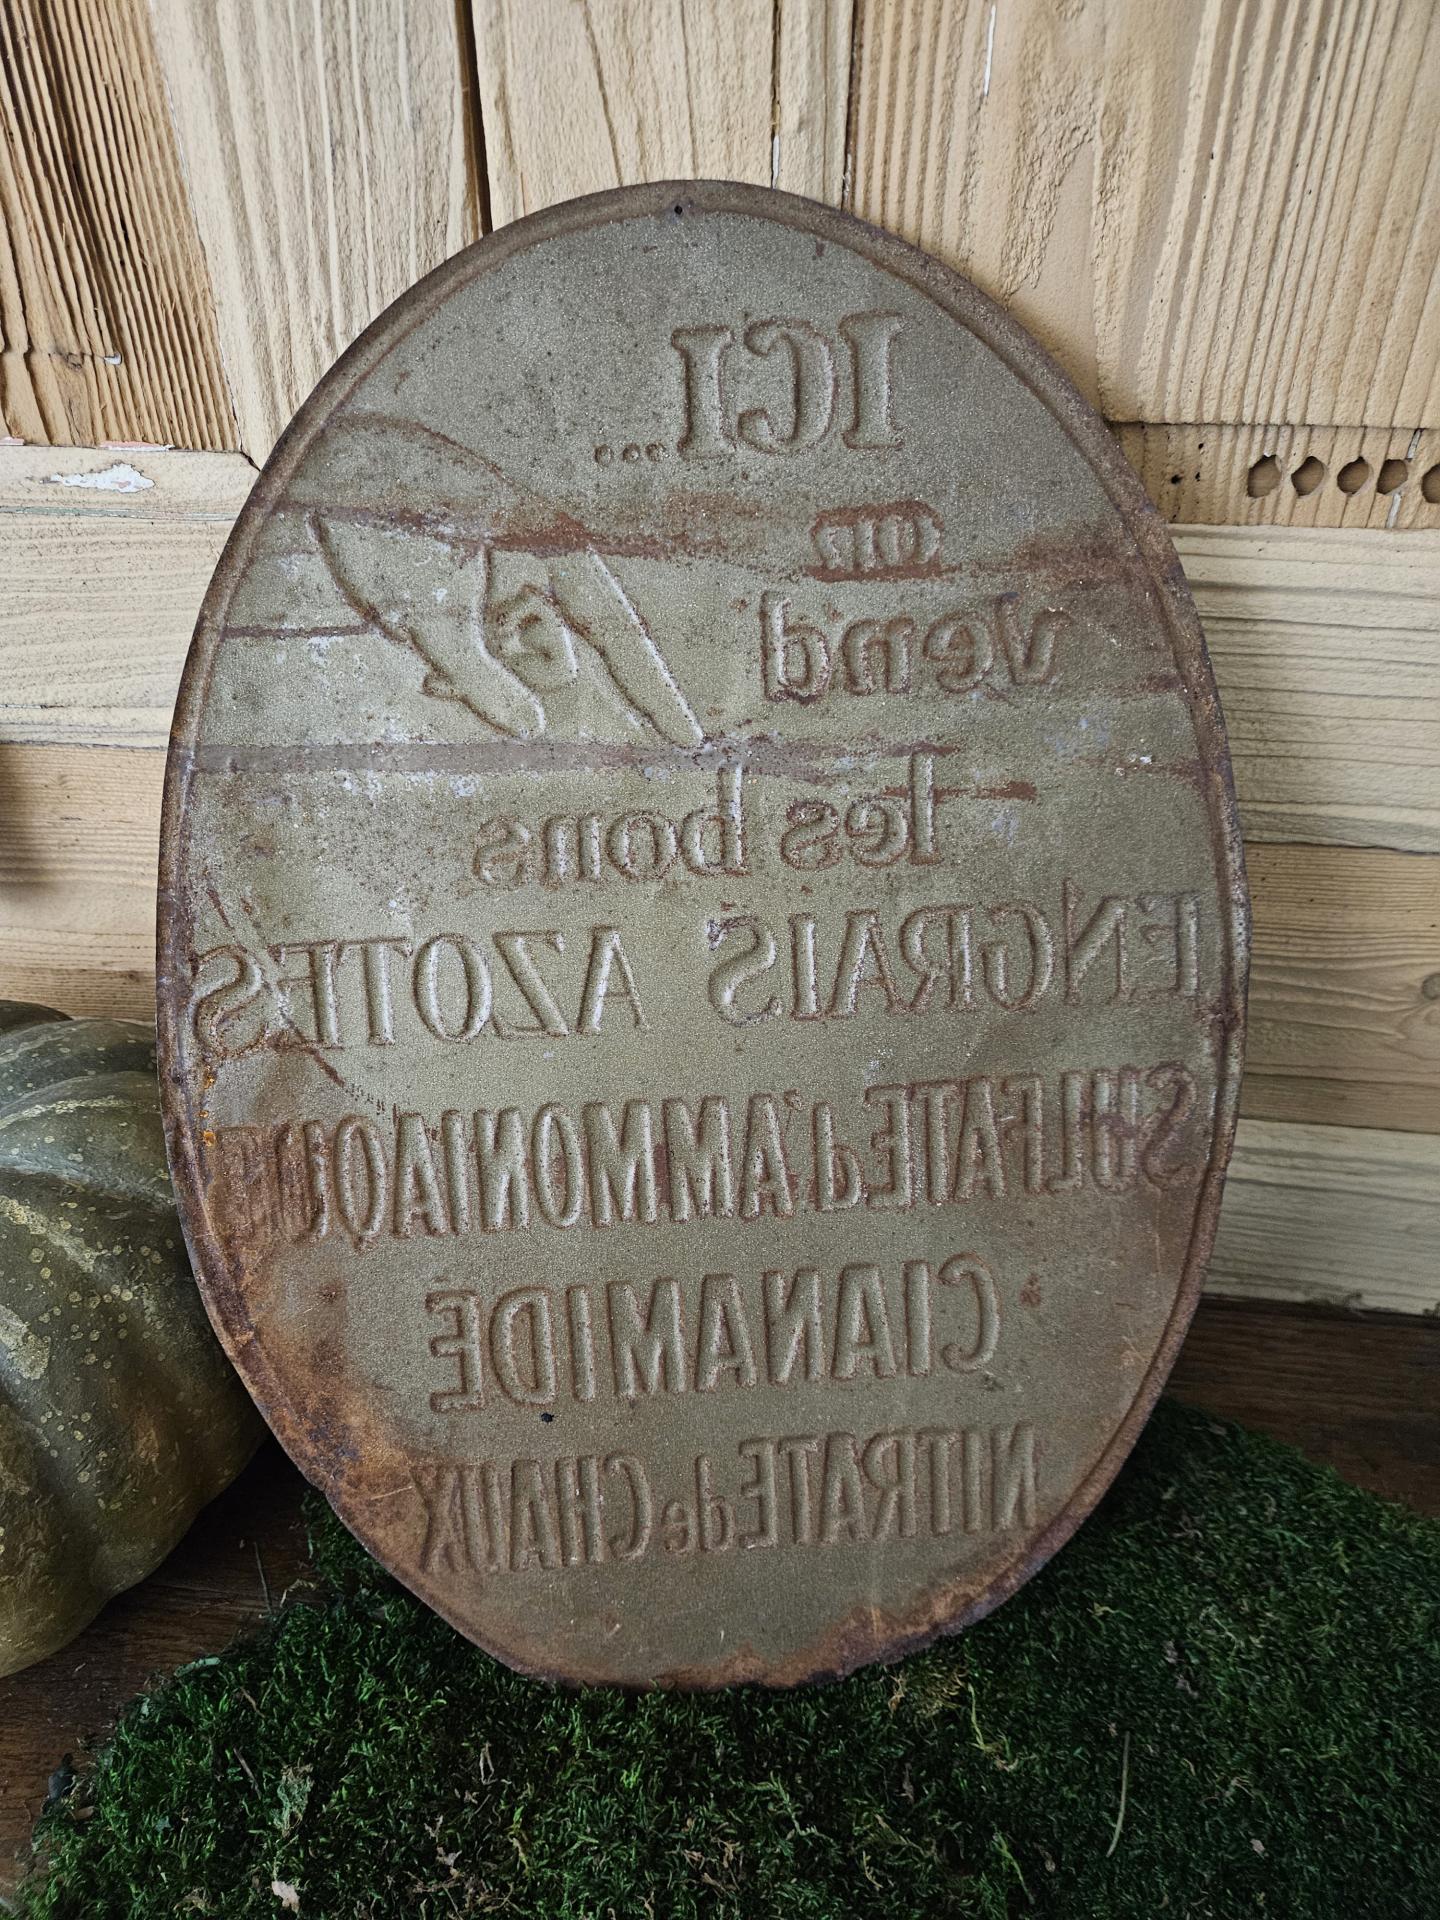 ICI...
on
vend
les bons
ENGRAIS AZOTES
SULFATE d'AMMONIAQUE
CIANAMIDE
NITRATE de CHAUX